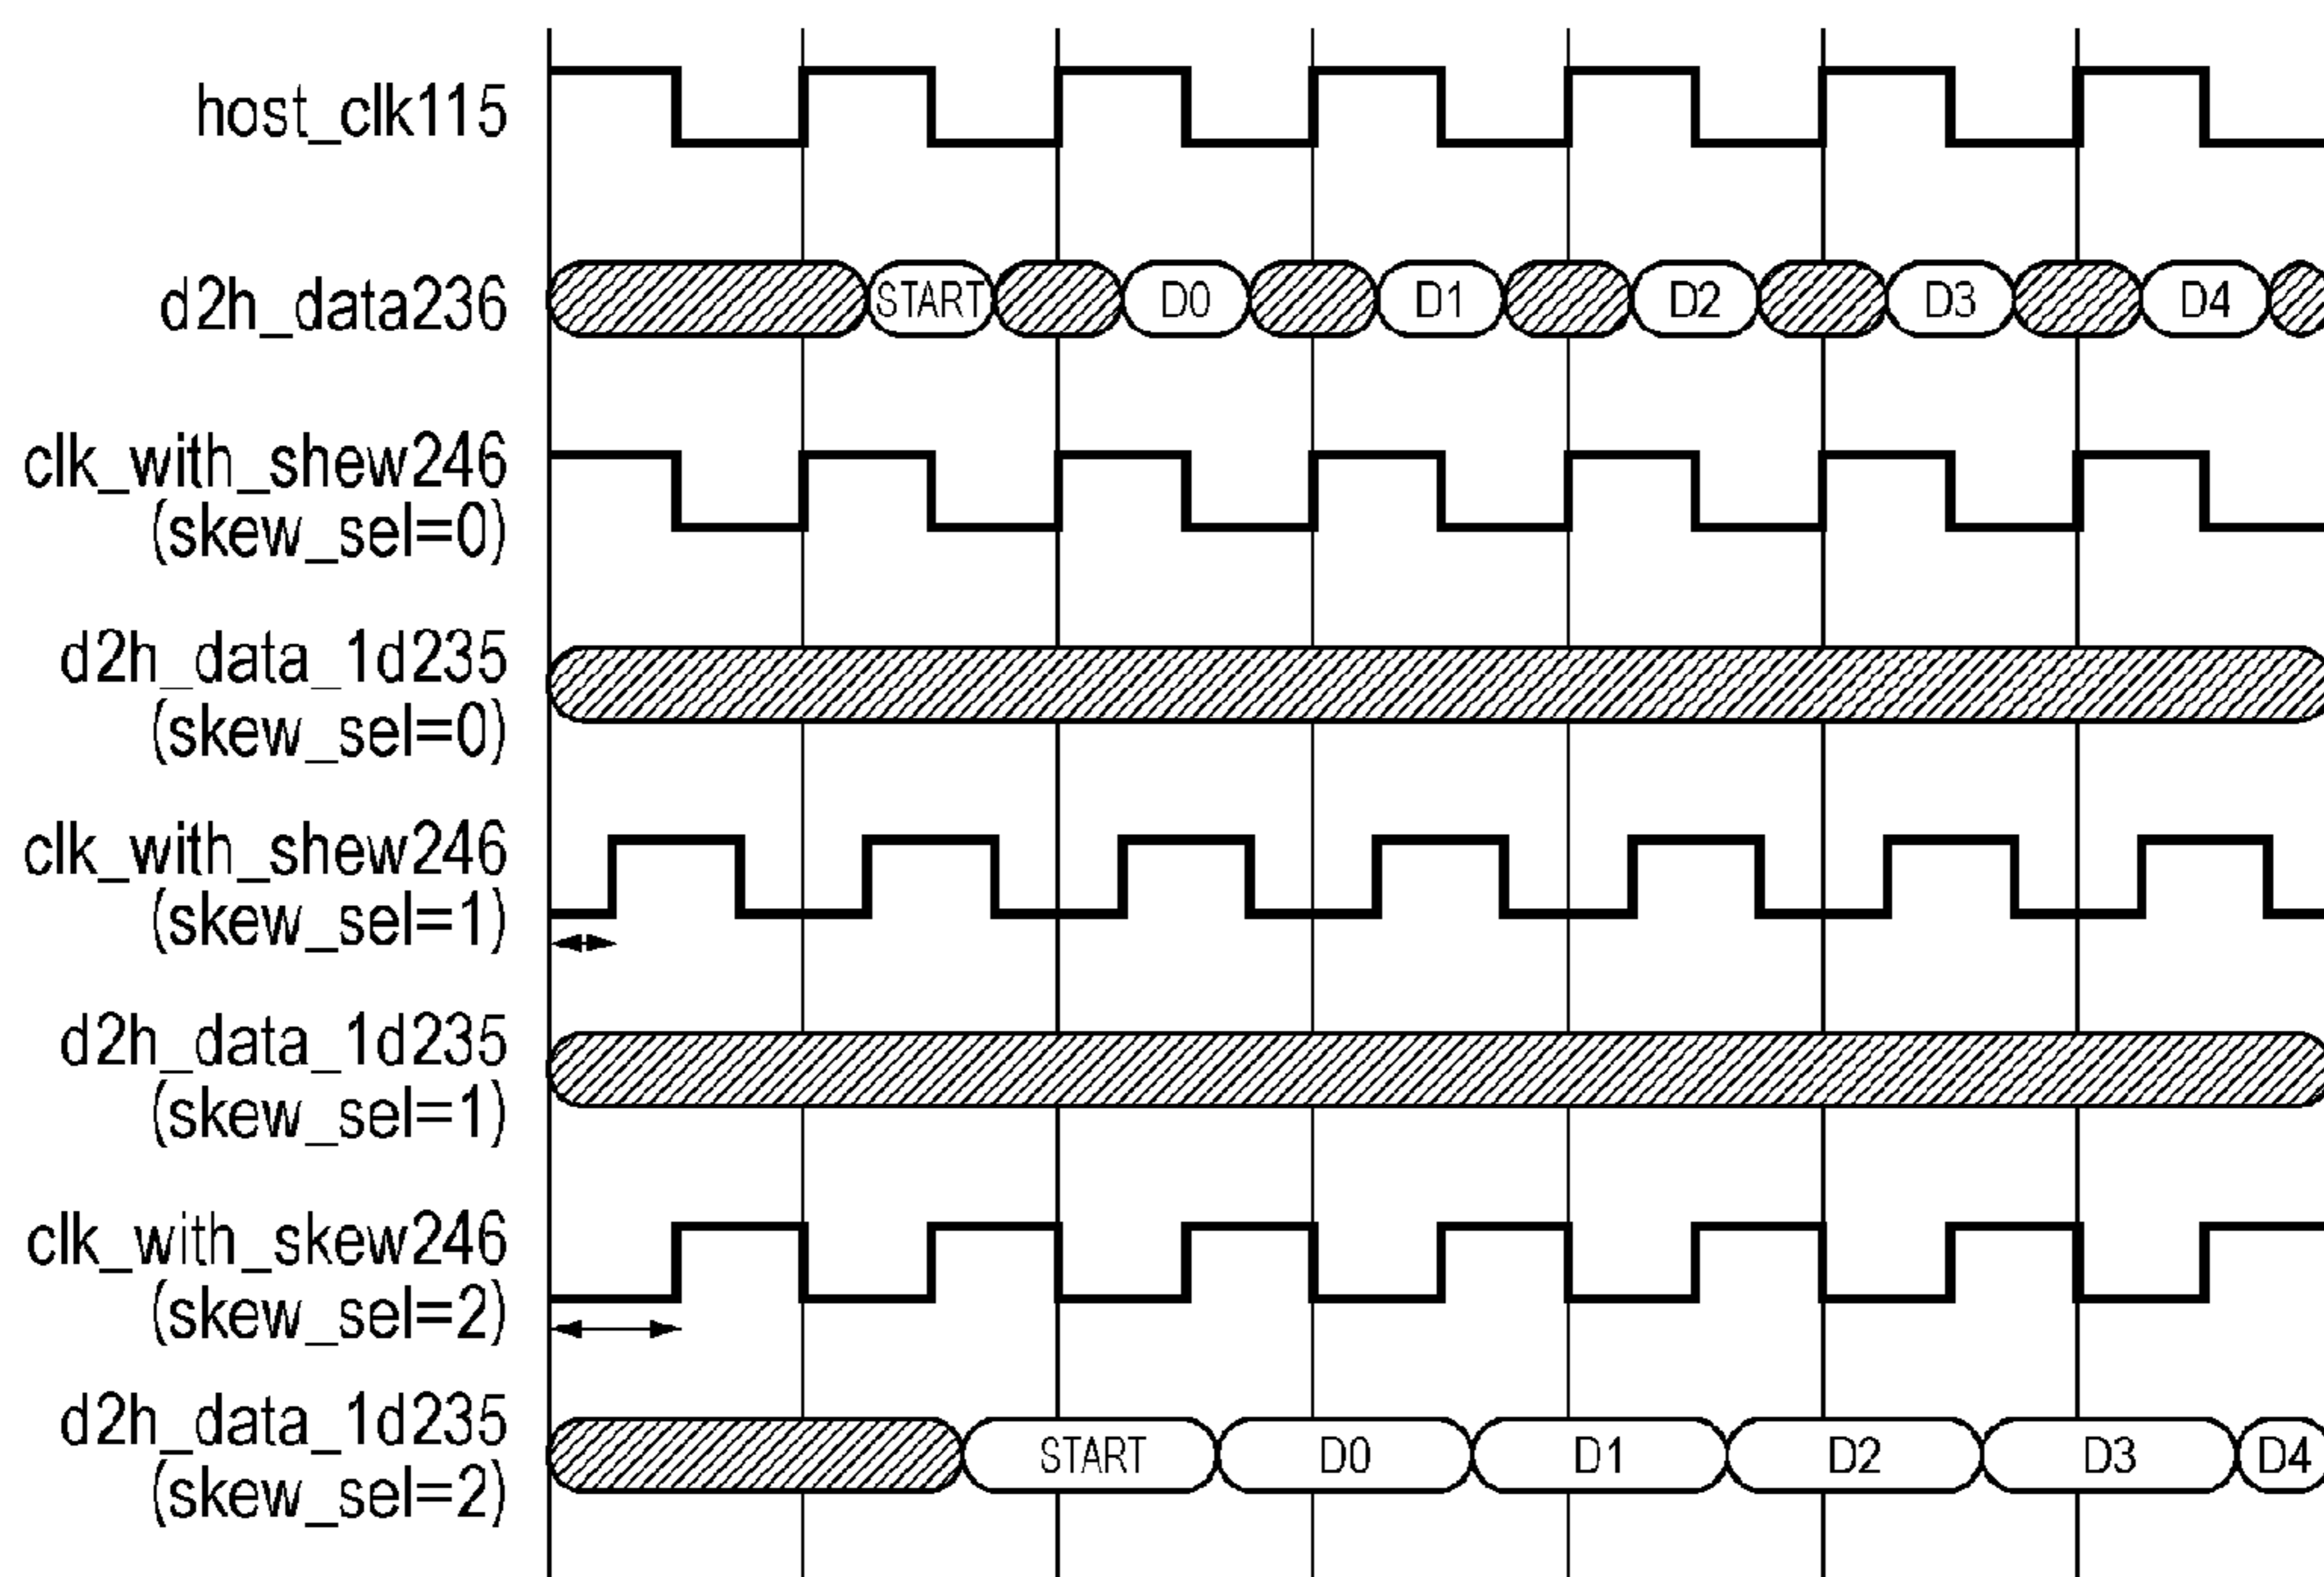 host_clk115
d2h_data236
START D0 D1 D2 D3 D4
clk_with_shew246
(skew_sel=0)
d2h_data_1d235
(skew_sel=0)
clk_with_shew246
(skew_sel=1)
d2h_data_1d235
(skew_sel=1)
clk_with_skew246
(skew_sel=2)
d2h_data_1d235
(skew_sel=2)
START D0 D1 D2 D3 D4